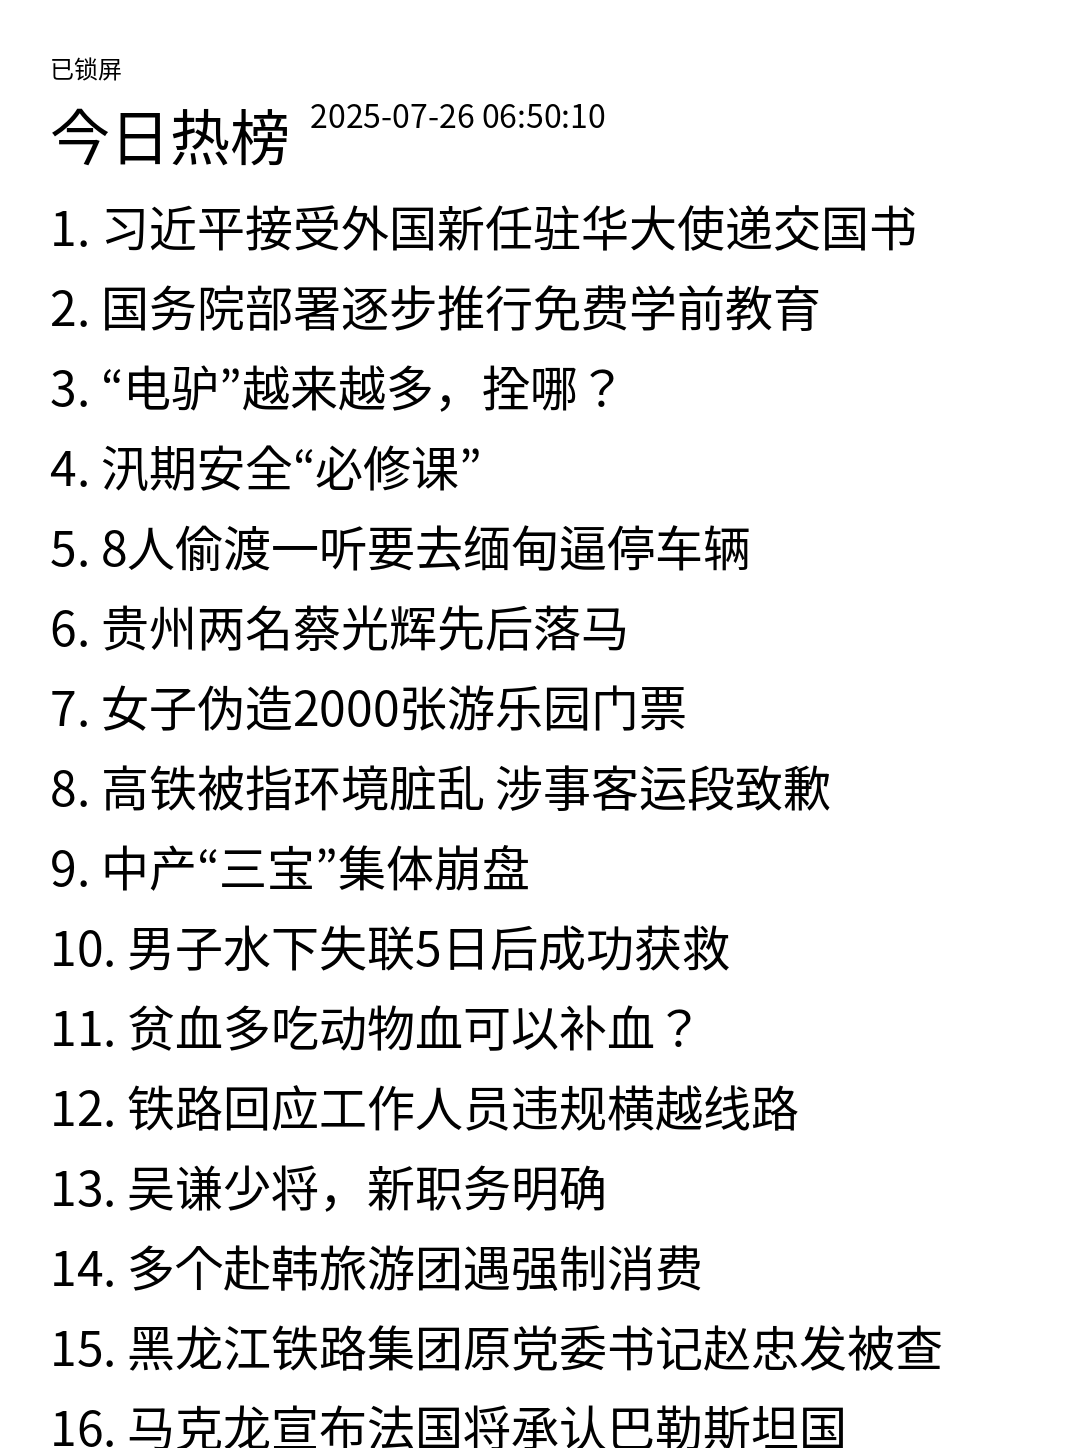 已锁屏
今日热榜 2025-07-26 06:50:10
1. 习近平接受外国新任驻华大使递交国书
2. 国务院部署逐步推行免费学前教育
3. “电驴”越来越多，拴哪？
4. 汛期安全“必修课”
5. 8人偷渡一听要去缅甸逼停车辆
6. 贵州两名蔡光辉先后落马
7. 女子伪造2000张游乐园门票
8. 高铁被指环境脏乱 涉事客运段致歉
9. 中产“三宝”集体崩盘
10. 男子水下失联5日后成功获救
11. 贫血多吃动物血可以补血？
12. 铁路回应工作人员违规横越线路
13. 吴谦少将，新职务明确
14. 多个赴韩旅游团遇强制消费
15. 黑龙江铁路集团原党委书记赵忠发被查
16. 马克龙宣布法国将承认巴勒斯坦国